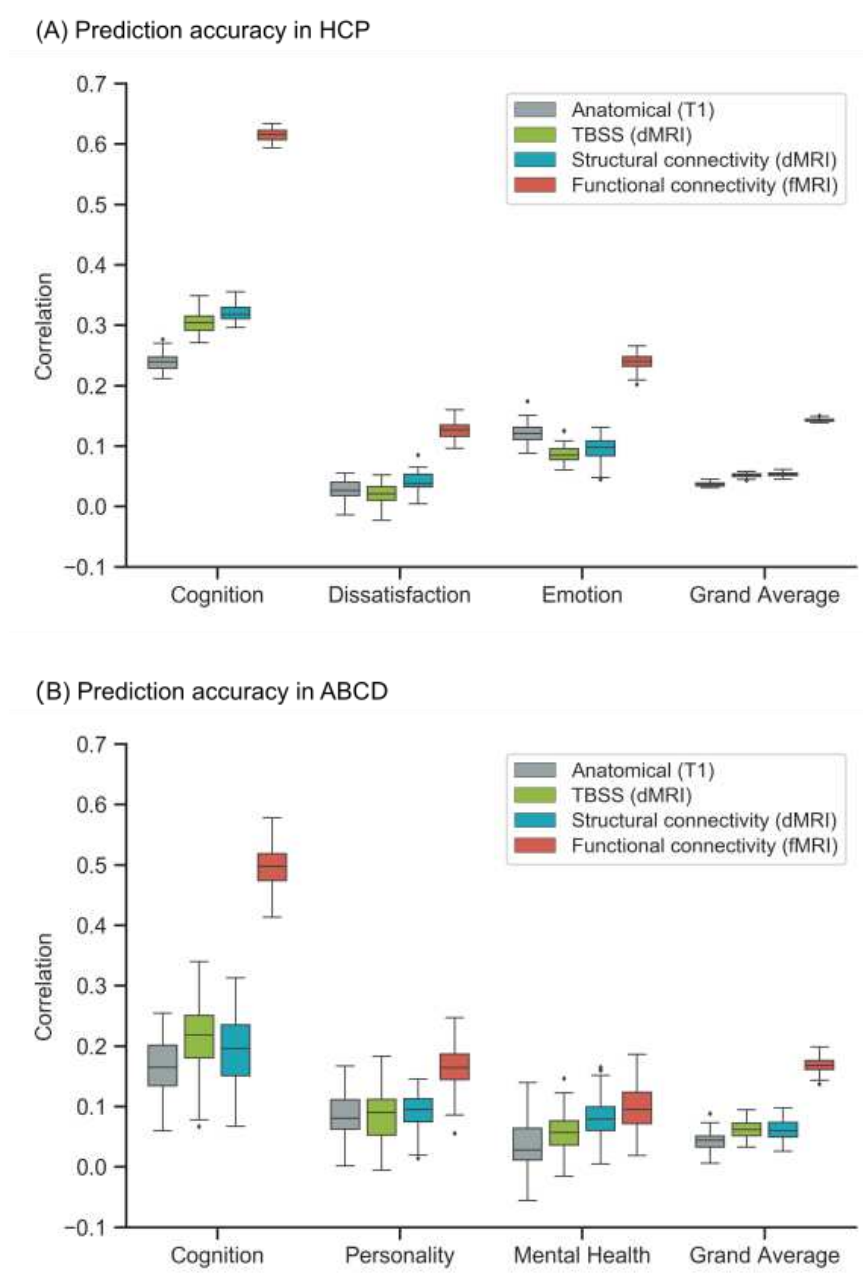 (A) Prediction accuracy in HCP
0.7
0.6
0.5
0.4
0.3
0.2
0.1
0.0
−0.1
Correlation
Anatomical (T1)
TBSS (dMRI)
Structural connectivity (dMRI)
Functional connectivity (fMRI)
Cognition Dissatisfaction Emotion Grand Average
(B) Prediction accuracy in ABCD
0.7
0.6
0.5
0.4
0.3
0.2
0.1
0.0
−0.1
Correlation
Anatomical (T1)
TBSS (dMRI)
Structural connectivity (dMRI)
Functional connectivity (fMRI)
Cognition Personality Mental Health Grand Average